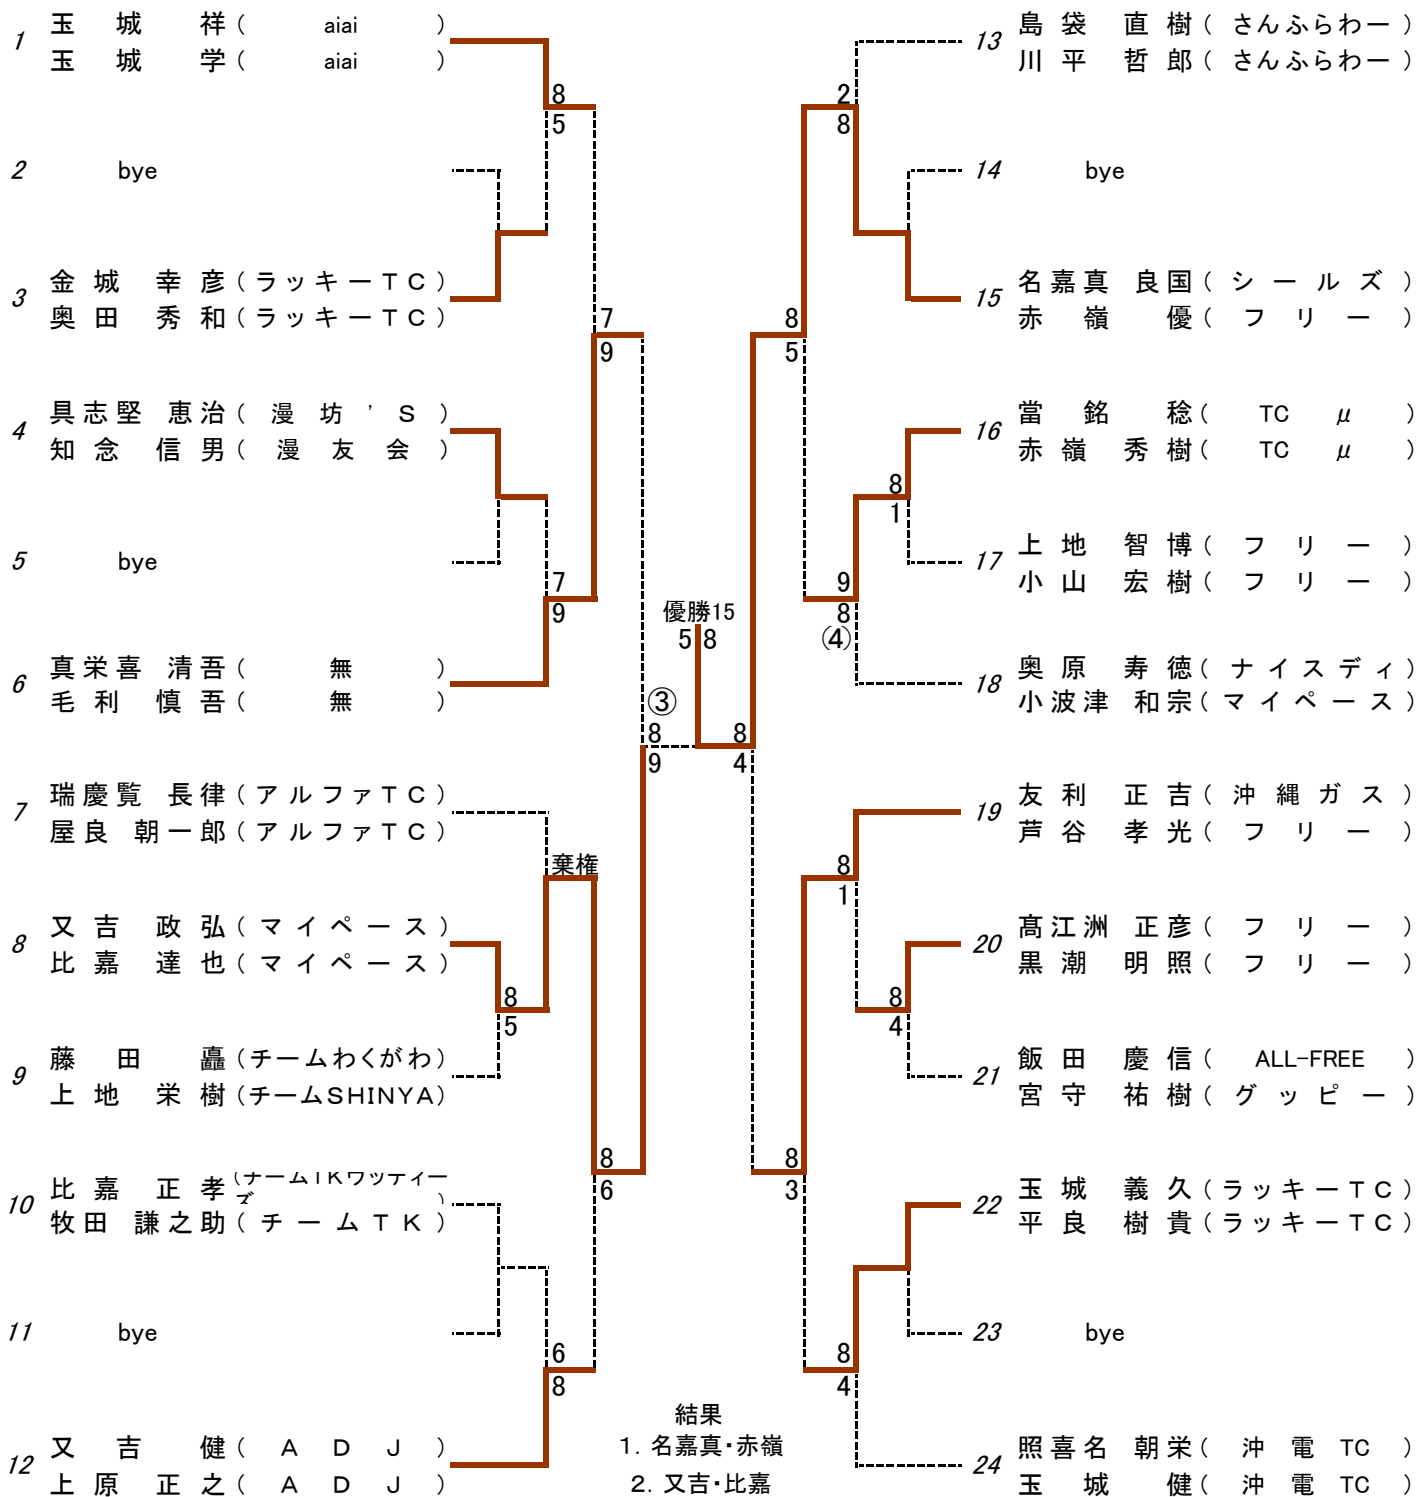 1 玉城 祥 ( aiai )
玉城 学 ( aiai )
2 bye
3 金城 幸彦 ( ラッキーTC )
奥田 秀和 ( ラッキーTC )
4 具志堅 恵治 ( 漫坊'S )
知念 信男 ( 漫友会 )
5 bye
6 真栄喜 清吾 ( 無 )
毛利 慎吾 ( 無 )
7 瑞慶覧 長律 ( アルファTC )
屋良 朝一郎 ( アルファTC )
8 又吉 政弘 ( マイペース )
比嘉 達也 ( マイペース )
9 藤田 矗 (チームわくがわ)
上地 栄樹 (チームSHINYA)
10 比嘉 正孝
牧田 謙之助 ( チームTK )
11 bye
12 又吉 健 ( ADJ )
上原 正之 ( ADJ )
8
5
7
9
7
9
棄権
8
5
8
6
6
8
③
8
9
優勝15
5 8
8
4
結果
1. 名嘉真・赤嶺
2. 又吉・比嘉
2
8
8
5
8
1
9
8
④
8
1
8
4
8
3
8
4
13 島袋 直樹 ( さんふらわー )
川平 哲郎 ( さんふらわー )
14 bye
15 名嘉真 良国 ( シールズ )
赤嶺 優 ( フリー )
16 當銘 稔 ( TC μ )
赤嶺 秀樹 ( TC μ )
17 上地 智博 ( フリー )
小山 宏樹 ( フリー )
18 奥原 寿徳 ( ナイスディ )
小波津 和宗 ( マイペース )
19 友利 正吉 ( 沖縄ガス )
芦谷 孝光 ( フリー )
20 髙江洲 正彦 ( フリー )
黒潮 明照 ( フリー )
21 飯田 慶信 ( ALL-FREE )
宮守 祐樹 ( グッピー )
22 玉城 義久 ( ラッキーTC )
平良 樹貴 ( ラッキーTC )
23 bye
24 照喜名 朝栄 ( 沖電TC )
玉城 健 ( 沖電TC )